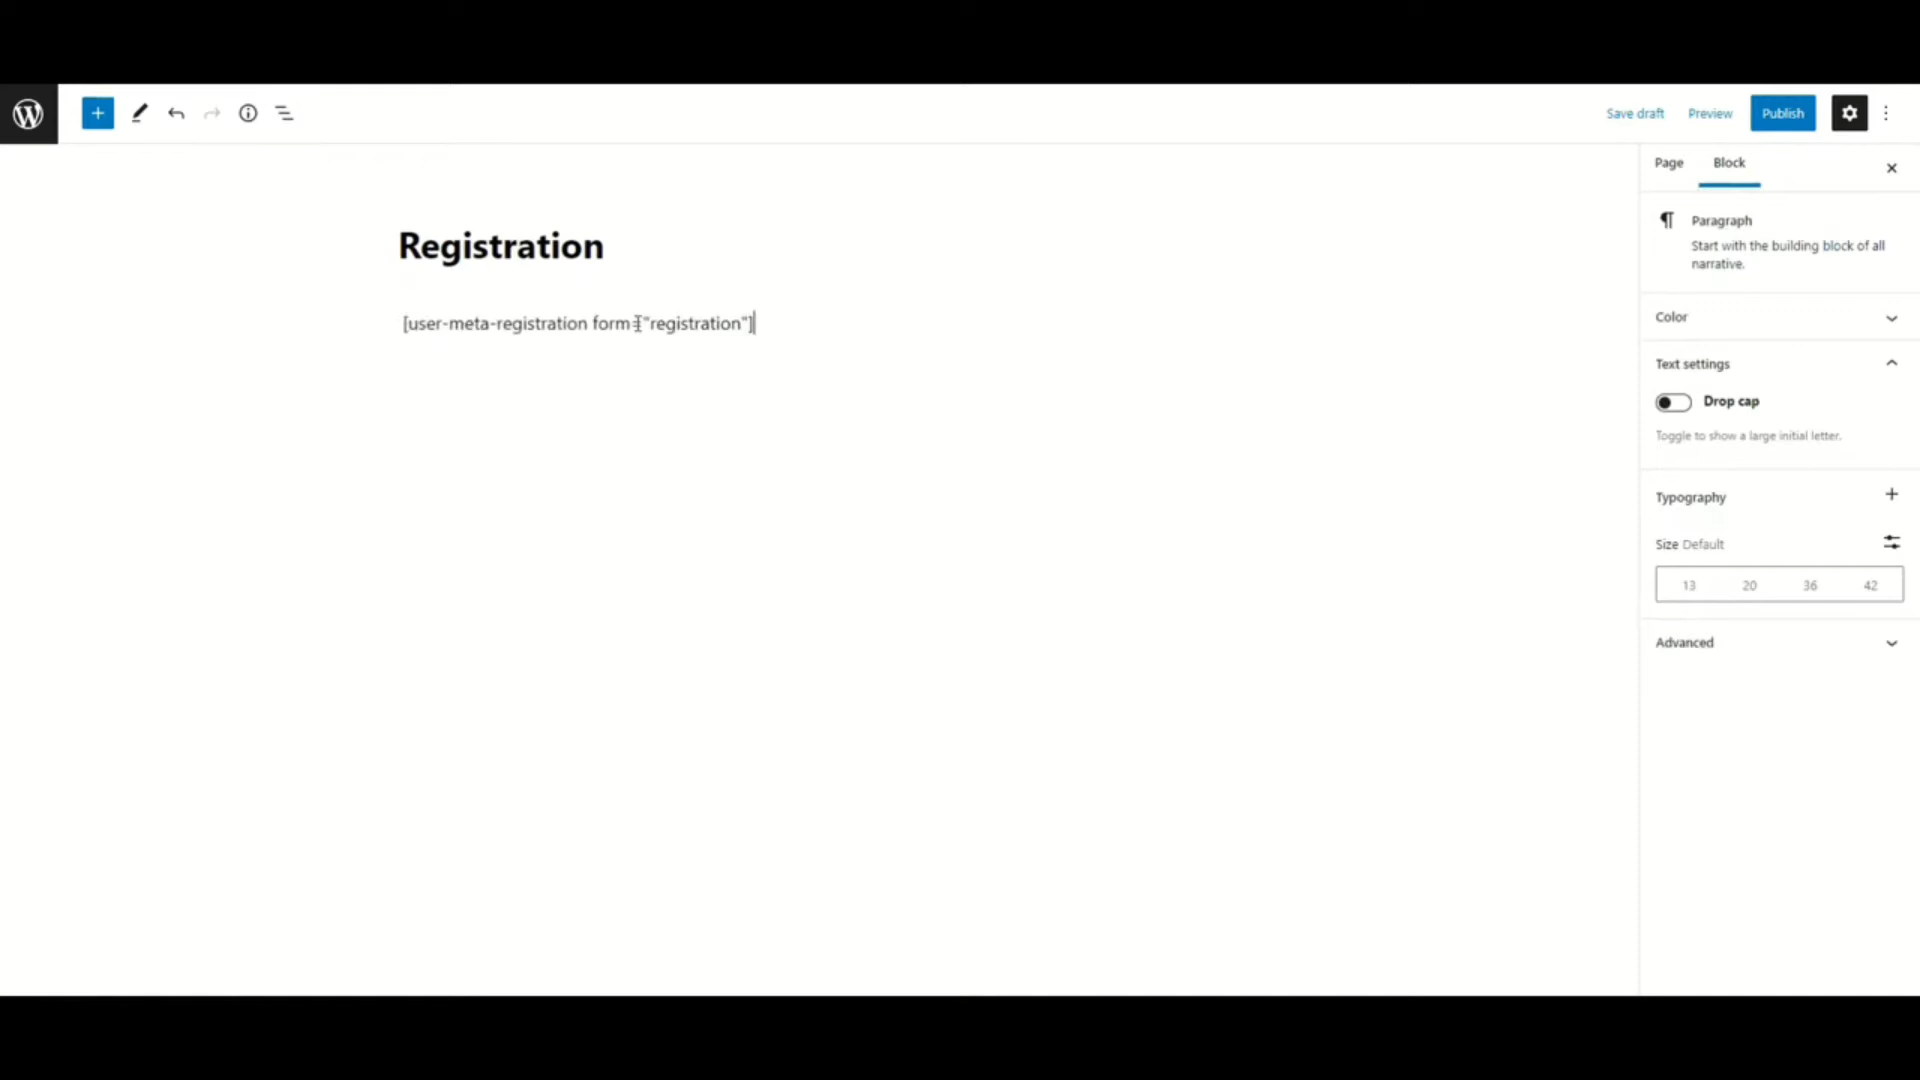 Save draft Preview Publish
Page Block
Registration
[user-meta-registration form="registration"]
Paragraph
Start with the building block of all
narrative.
Color
Text settings
Drop cap
Toggle to show a large initial letter.
Typography
Size Default
13 20 36 42
Advanced